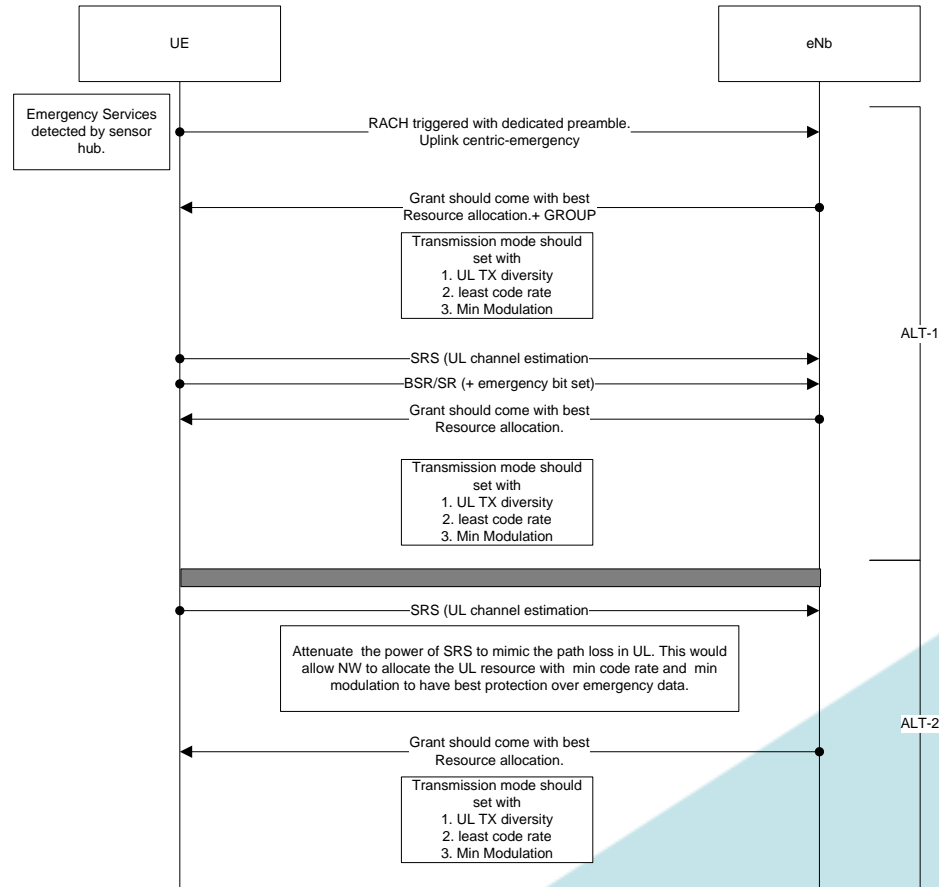 UE
eNb
Emergency Services
detected by sensor
hub.
RACH triggered with dedicated preamble.
Uplink centric-emergency
Grant should come with best
Resource allocation.+ GROUP
Transmission mode should
set with
1. UL TX diversity
2. least code rate
3. Min Modulation
ALT-1
SRS (UL channel estimation
BSR/SR (+ emergency bit set)
Grant should come with best
Resource allocation.
Transmission mode should
set with
1. UL TX diversity
2. least code rate
3. Min Modulation
SRS (UL channel estimation
Attenuate the power of SRS to mimic the path loss in UL. This would
allow NW to allocate the UL resource with min code rate and min
modulation to have best protection over emergency data.
ALT-2
Grant should come with best
Resource allocation.
Transmission mode should
set with
1. UL TX diversity
2. least code rate
3. Min Modulation